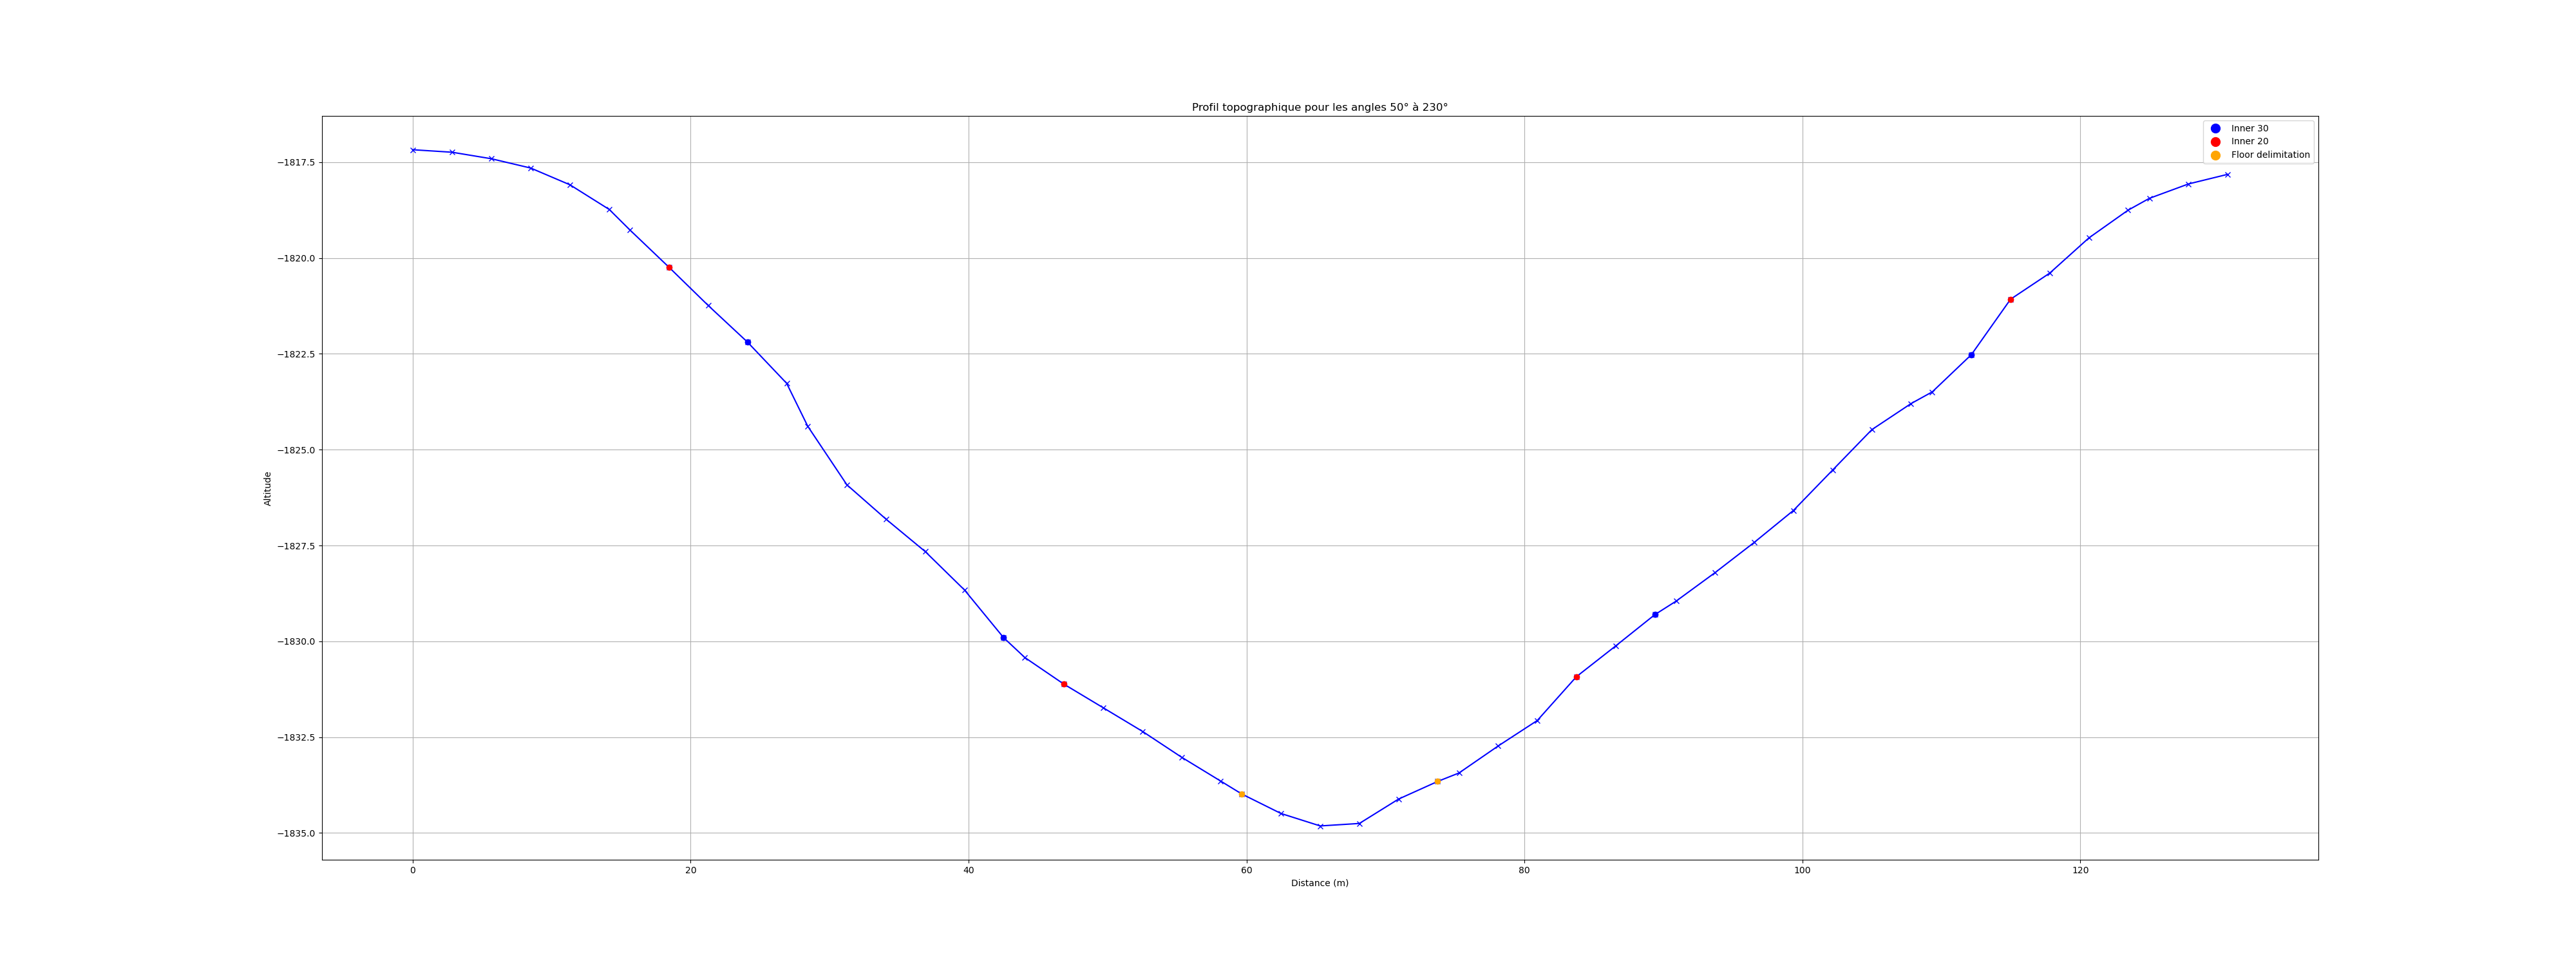 Profil topographique pour les angles 50° à 230°
Inner 30
Inner 20
Floor delimitation
−1817.5
−1820.0
−1822.5
−1825.0
−1827.5
−1830.0
−1832.5
−1835.0
Altitude
0 20 40 60 80 100 120
Distance (m)